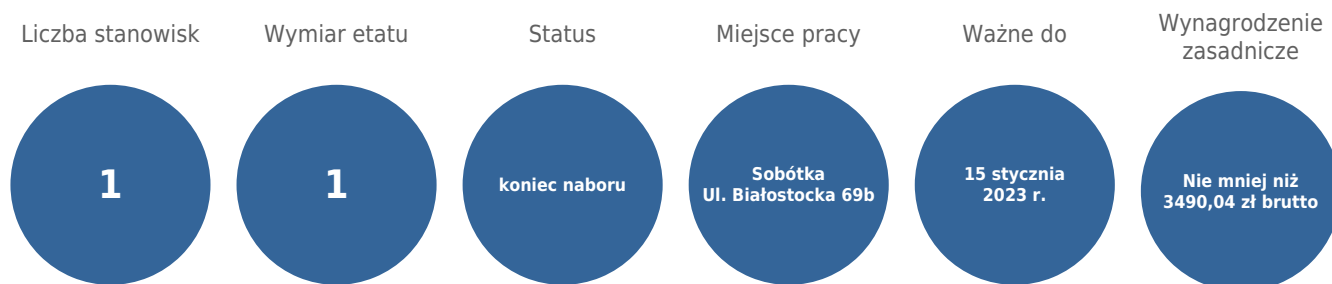 Liczba stanowisk
1
Wymiar etatu
1
Status
koniec naboru
Miejsce pracy
Sobótka
Ul. Białostocka 69b
Ważne do
15 stycznia
2023 r.
Wynagrodzenie
zasadnicze
Nie mniej niż
3490,04 zł brutto